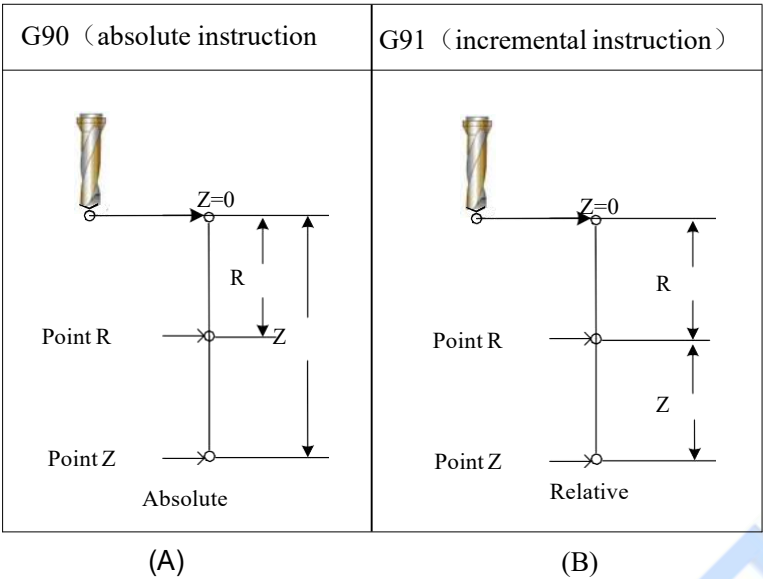 G90（absolute instruction
G91（incremental instruction）
Z=0
R
Point R
Z
Point Z
Absolute
Z=0
R
Point R
Z
Point Z
Relative
(A)
(B)